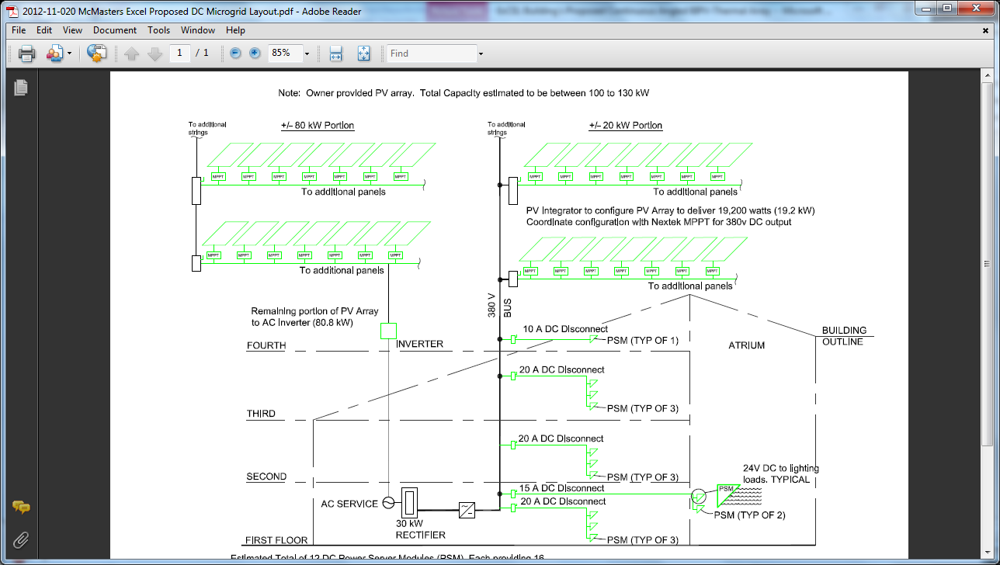 2012-11-020 McMasters Excel Proposed DC Microgrid Layout.pdf - Adobe Reader
File Edit View Document Tools Window Help
1 / 1 85% Find
Note: Owner provided PV array. Total Capacity estimated to be between 100 to 130 kW
To additional
strings
+/- 80 kW Portion
To additional
strings
+/- 20 kW Portion
MPPT MPPT MPPT MPPT MPPT MPPT MPPT
MPPT MPPT MPPT MPPT MPPT MPPT MPPT
To additional panels
To additional panels
PV Integrator to configure PV Array to deliver 19,200 watts (19.2 kW)
Coordinate configuration with Nextek MPPT for 380v DC output
MPPT MPPT MPPT MPPT MPPT MPPT MPPT
MPPT MPPT MPPT MPPT MPPT MPPT MPPT
To additional panels
To additional panels
380 V
BUS
Remaining portion of PV Array
to AC Inverter (80.8 kW)
10 A DC Disconnect
PSM (TYP OF 1)
BUILDING
OUTLINE
FOURTH
INVERTER
ATRIUM
20 A DC Disconnect
PSM (TYP OF 3)
THIRD
20 A DC Disconnect
PSM (TYP OF 3)
SECOND
24V DC to lighting
loads. TYPICAL
15 A DC Disconnect
PSM
AC SERVICE
20 A DC Disconnect
PSM (TYP OF 2)
30 kW
RECTIFIER
PSM (TYP OF 3)
FIRST FLOOR
Estimated Total of 12 DC Power Server Modules (PSM). Each providing 16